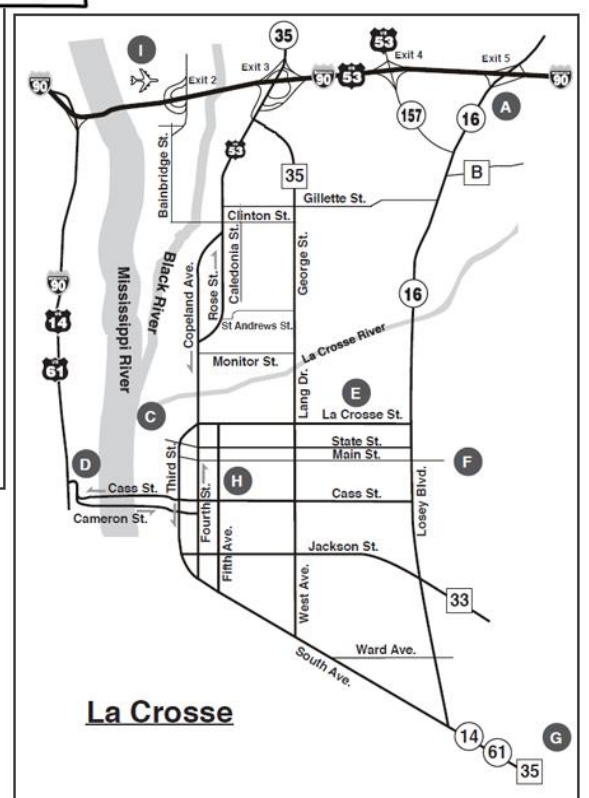 35
I
53
Exit 4
Exit 5
Exit 3
90
Exit 2
90
53
90
A
157
16
53
35
B
Bainbridge St.
Gillette St.
Clinton St.
Black River
Copeland Ave.
Rose St.
Caledonia St.
George St.
90
Mississippi River
16
14
St Andrews St.
La Crosse River
61
Monitor St.
Lang Dr.
E
C
La Crosse St.
Third St.
State St.
Main St.
F
D
H
Cass St.
Cass St.
Fourth St.
Losey Blvd.
Cameron St.
Fifth Ave.
Jackson St.
West Ave.
33
South Ave.
Ward Ave.
La Crosse
14
61
G
35